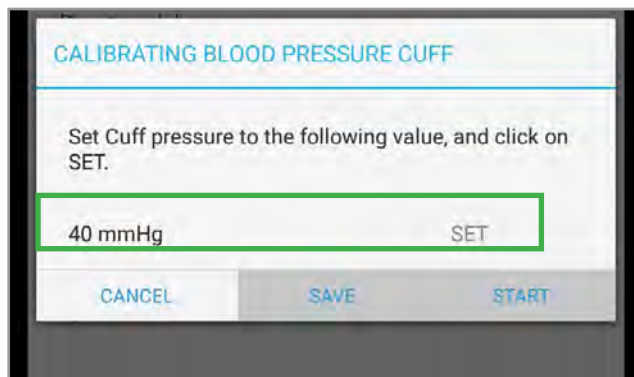 CALIBRATING BLOOD PRESSURE CUFF
Set Cuff pressure to the following value, and click on
SET.
40 mmHg SET
CANCEL SAVE START